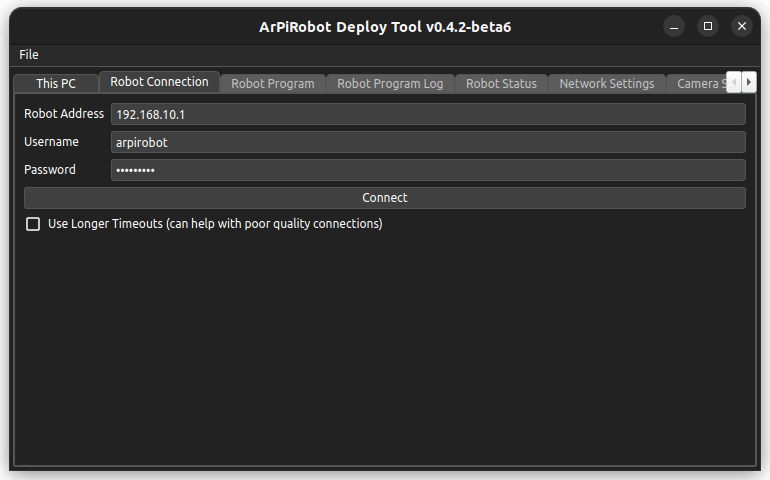 ArPiRobot Deploy Tool v0.4.2-beta6
File
This PC Robot Connection Robot Program Robot Program Log Robot Status Network Settings Camera
Robot Address 192.168.10.1
Username arpirobot
Password •••••••••
Connect
Use Longer Timeouts (can help with poor quality connections)